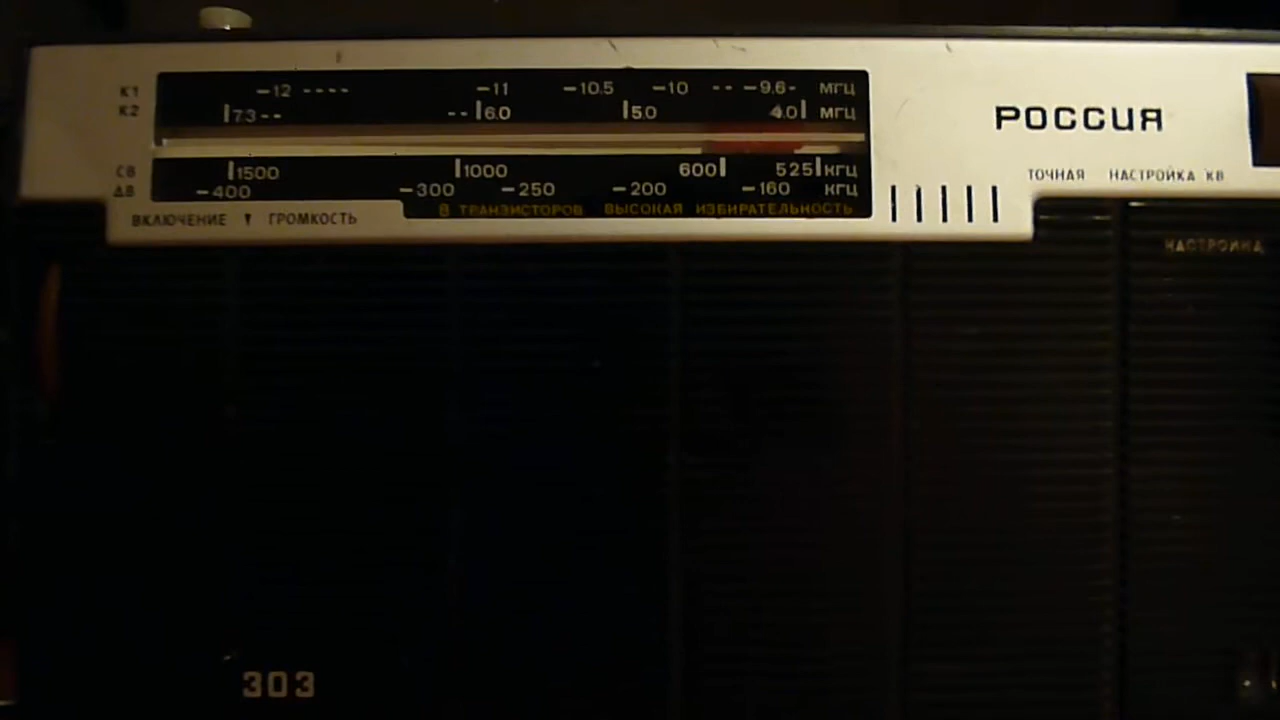 К1 -12 ---- -11 -10.5 -10 -- -9,6- МГЦ
К2 7.3-- --6.0 5.0 4.0 МГЦ
РОССИЯ
СВ 1500 1000 600 525 КГЦ
ТОЧНАЯ НАСТРОЙКА КВ
ДВ -400 -300 -250 -200 -160 КГЦ
8 ТРАНЗИСТОРОВ ВЫСОКАЯ ИЗБИРАТЕЛЬНОСТЬ
ВКЛЮЧЕНИЕ ▼ ГРОМКОСТЬ
НАСТРОЙКА
303